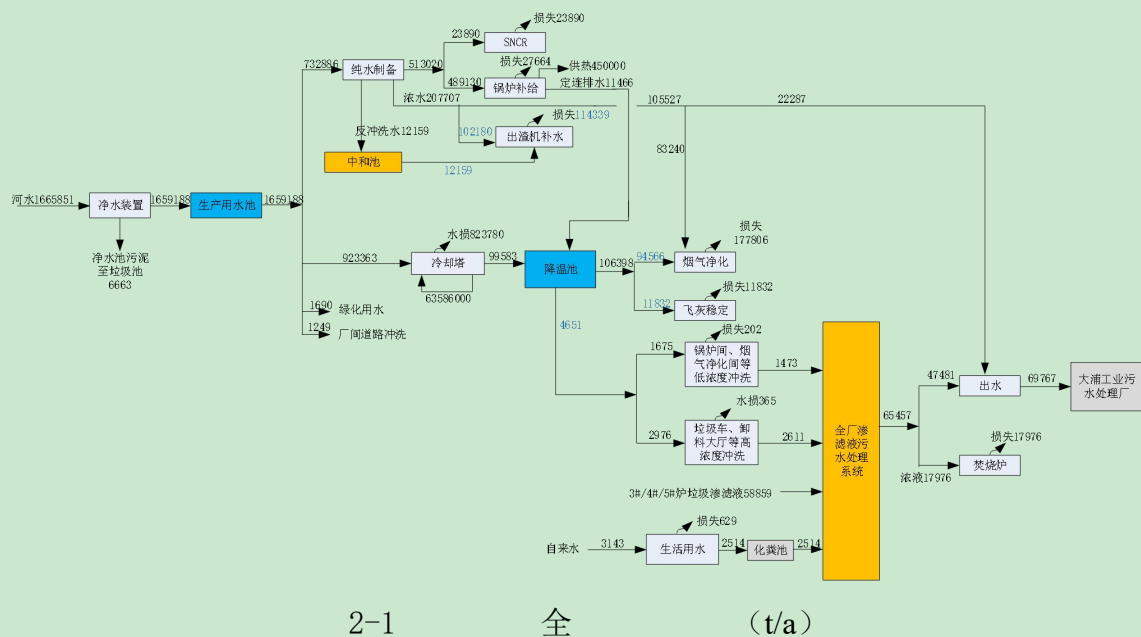 损失23890
23890
SNCR
732886
纯水制备
513020
损失27664
供热450000
489130
锅炉补给
定连排水11466
浓水207707
105527
22287
损失114339
反冲洗水12159
102180
出渣机补水
83240
中和池
12159
河水1665851
净水装置
1659188
生产用水池
1659188
净水池污泥
至垃圾池
6663
水损823780
损失
177806
923363
冷却塔
99583
降温池
106398
94566
烟气净化
63586000
损失11832
11832
飞灰稳定
1690
绿化用水
1249
厂间道路冲洗
4651
损失202
1675
锅炉间、烟
气净化间等
低浓度冲洗
1473
水损365
2976
垃圾车、卸
料大厅等高
浓度冲洗
2611
全厂渗
滤液污
水处理
系统
65457
47481
出水
69767
大浦工业污
水处理厂
损失17976
浓液17976
焚烧炉
3#/4#/5#炉垃圾渗滤液58859
损失629
自来水
3143
生活用水
2514
化粪池
2514
2-1 全 (t/a)